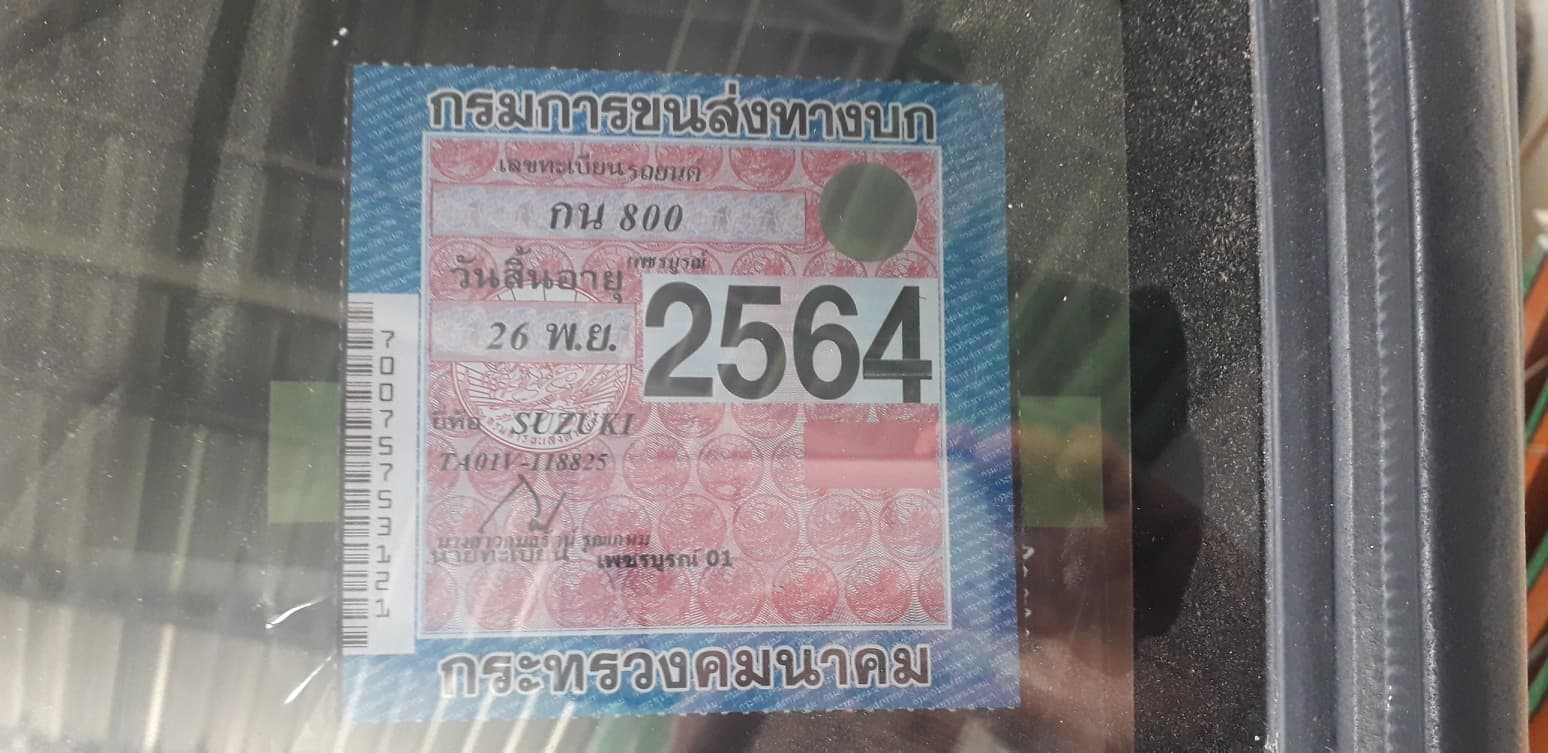 กรมการขนส่งทางบก
เลขทะเบียนรถยนต์
กน 800
เพชรบูรณ์
วันสิ้นอายุ
26 พ.ย. 2564
ยี่ห้อ SUZUKI
TA01V-118825
นายทะเบียน เพชรบูรณ์ 01
กระทรวงคมนาคม
7007575753121